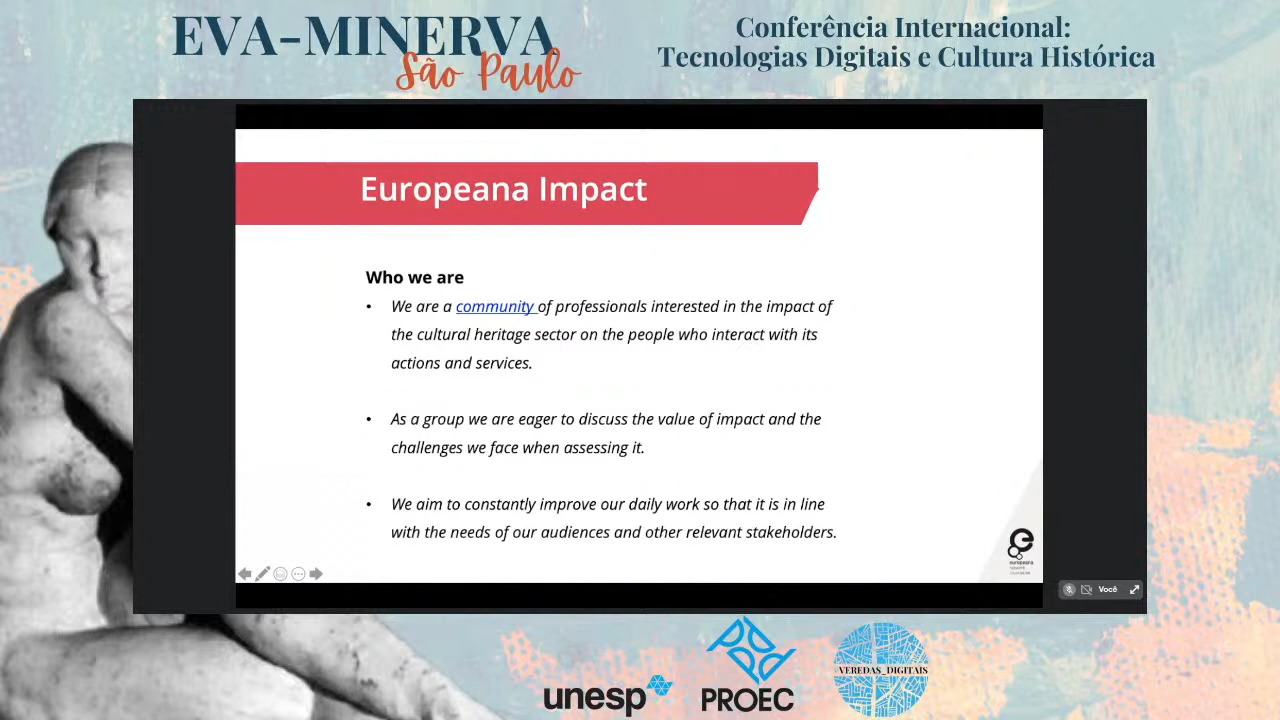 EVA-MINERVA
São Paulo
Conferência Internacional:
Tecnologias Digitais e Cultura Histórica
Europeana Impact
Who we are
• We are a community of professionals interested in the impact of
the cultural heritage sector on the people who interact with its
actions and services.
• As a group we are eager to discuss the value of impact and the
challenges we face when assessing it.
• We aim to constantly improve our daily work so that it is in line
with the needs of our audiences and other relevant stakeholders.
europeana
Você
unesp
PROEC
VEREDAS_DIGITAIS